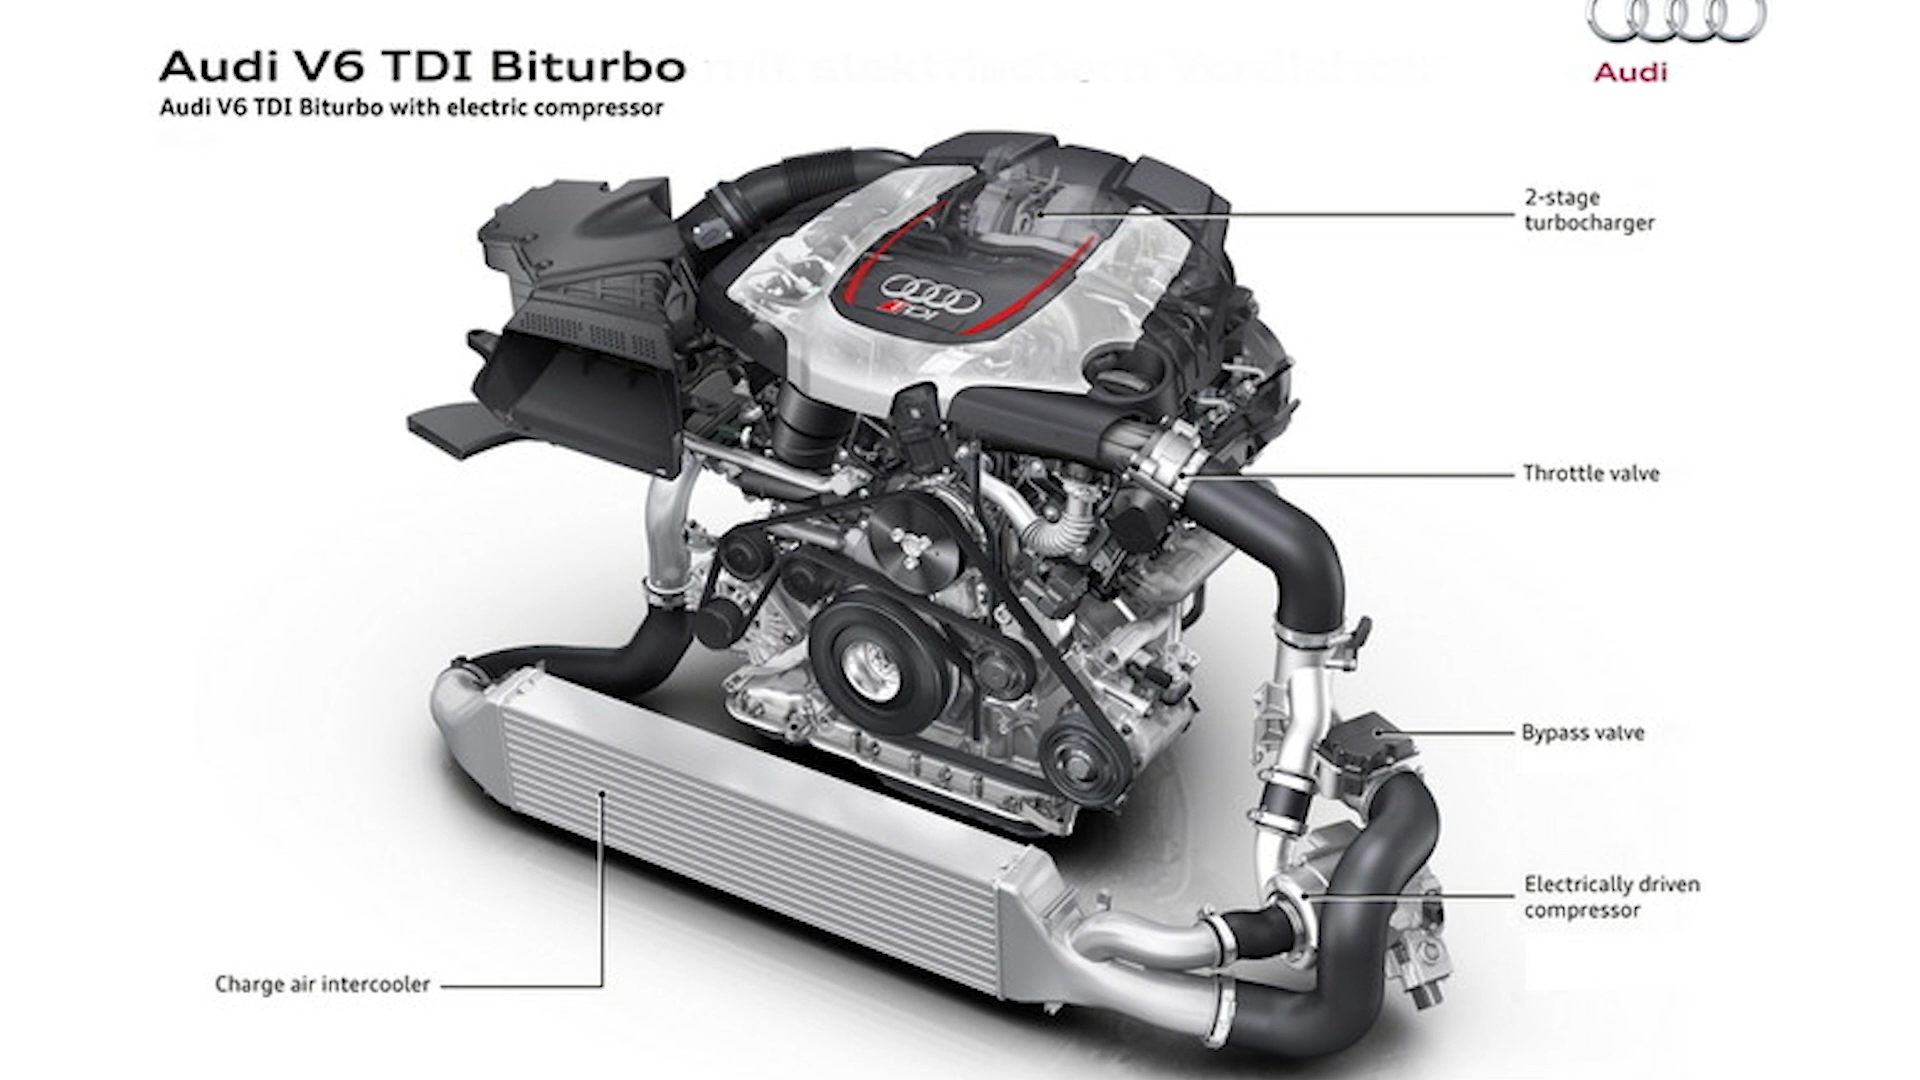 Audi V6 TDI Biturbo
Audi V6 TDI Biturbo with electric compressor
Audi
2-stage
turbocharger
TDI
Throttle valve
Bypass valve
Electrically driven
compressor
Charge air intercooler